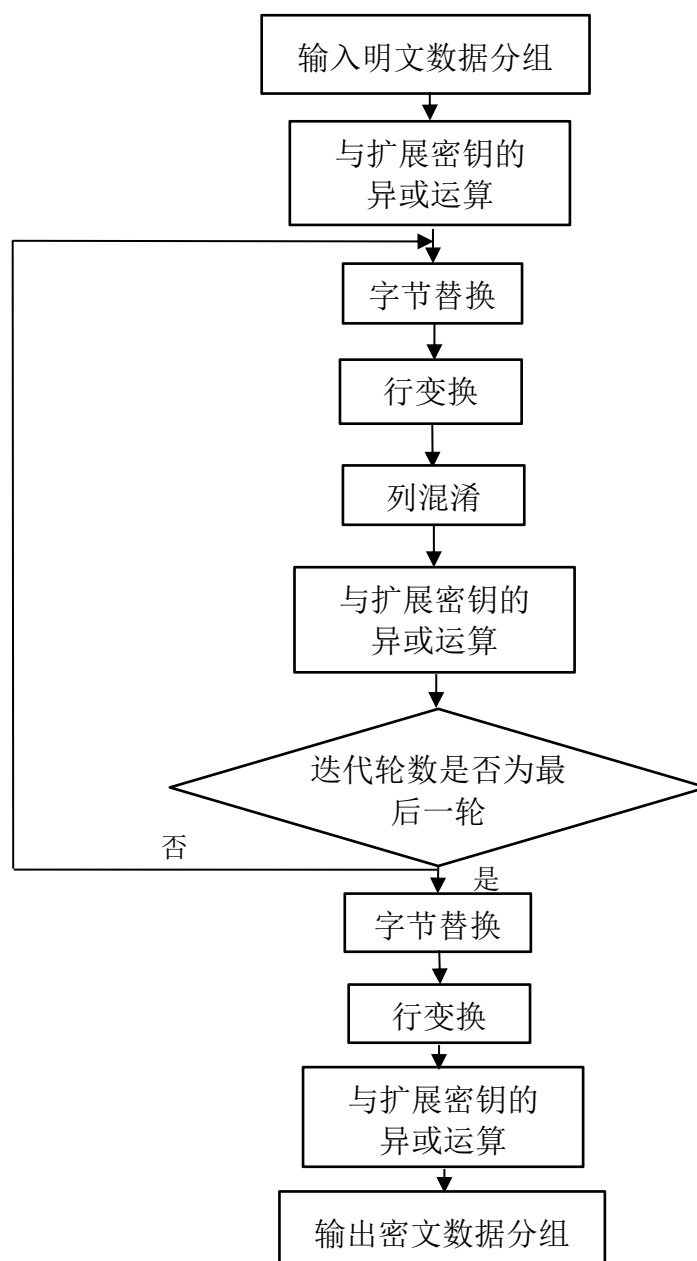 输入明文数据分组
与扩展密钥的
异或运算
字节替换
行变换
列混淆
与扩展密钥的
异或运算
迭代轮数是否为最
后一轮
否
是
字节替换
行变换
与扩展密钥的
异或运算
输出密文数据分组